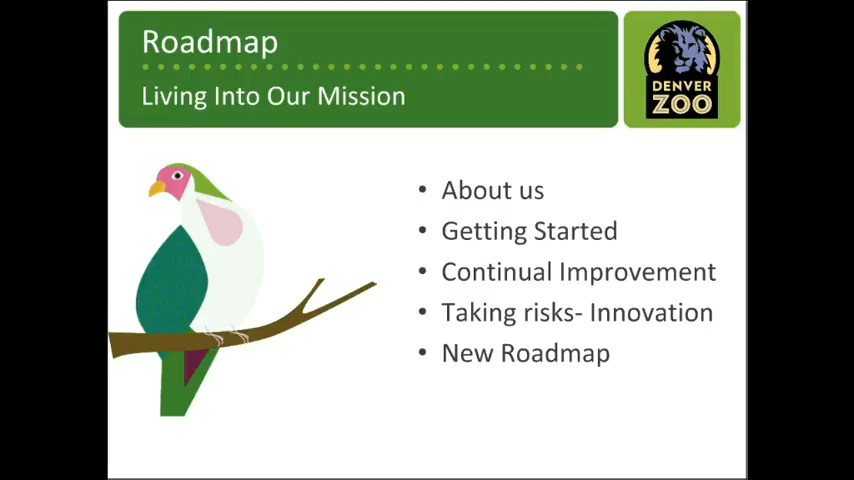 Roadmap
Living Into Our Mission
DENVER
ZOO
• About us
• Getting Started
• Continual Improvement
• Taking risks- Innovation
• New Roadmap